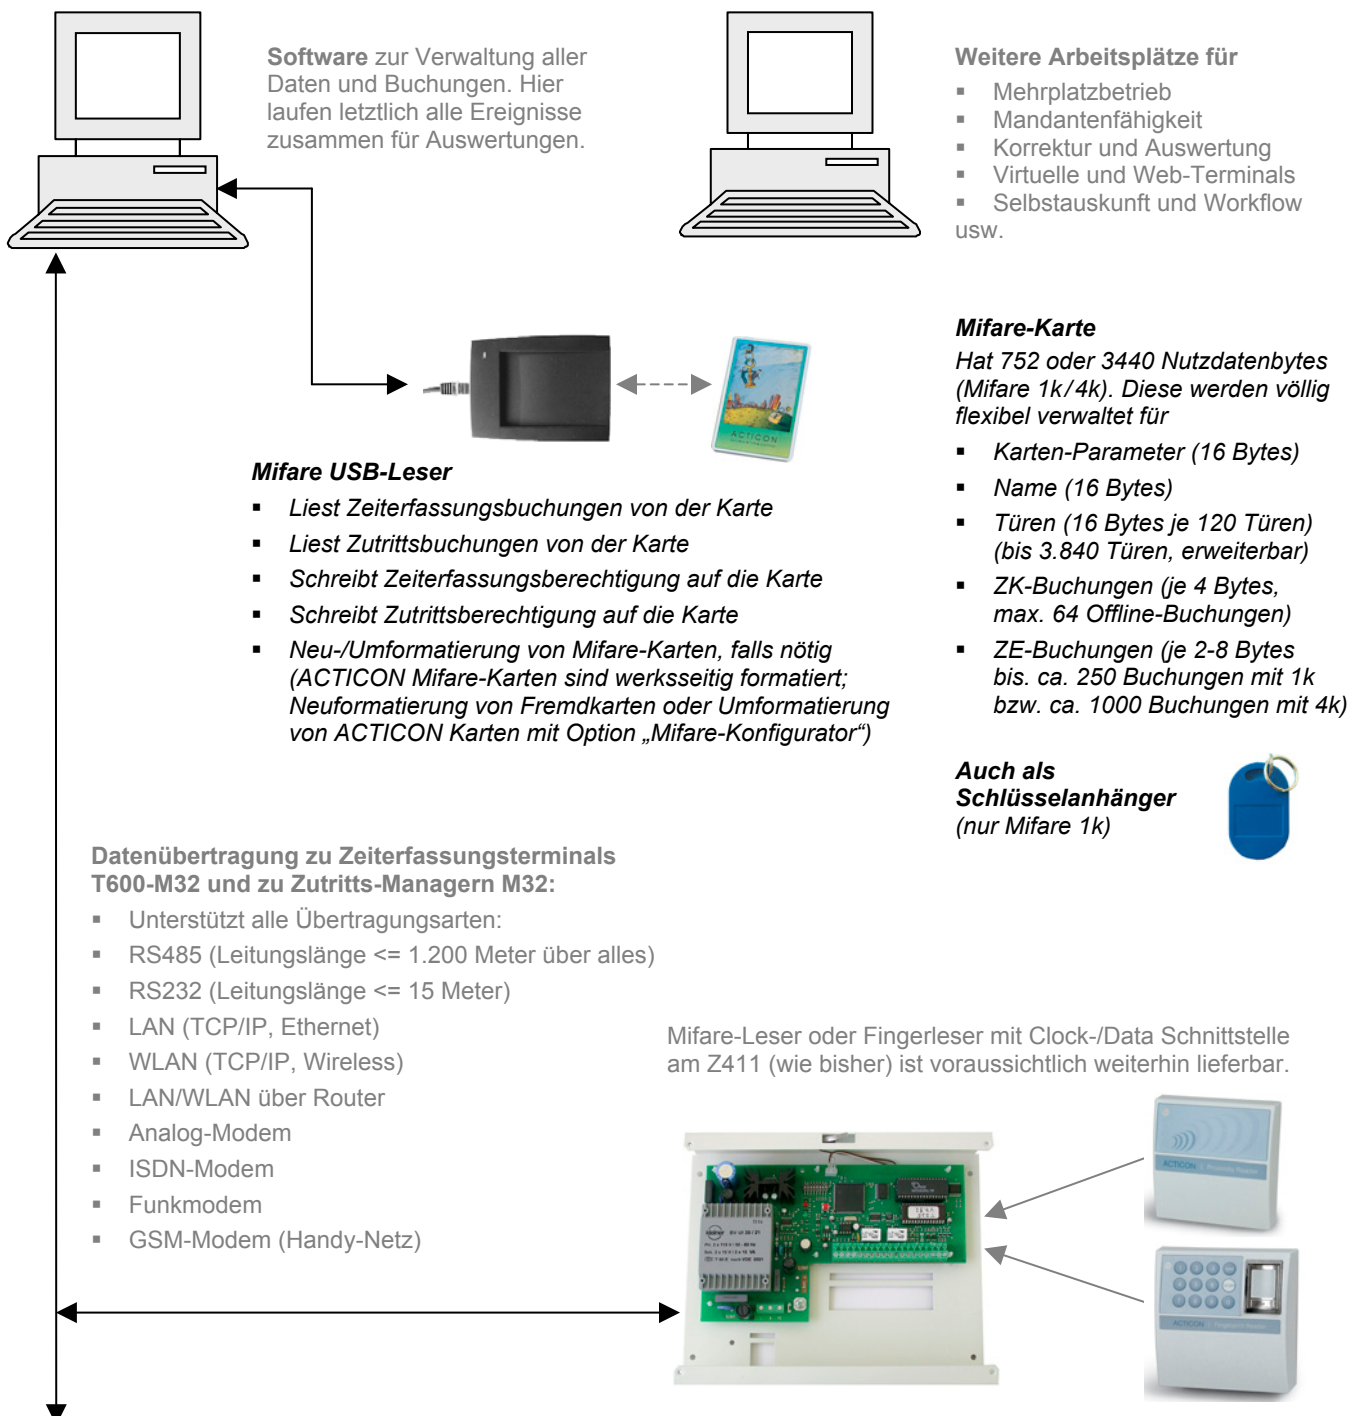 Software zur Verwaltung aller
Daten und Buchungen. Hier
laufen letztlich alle Ereignisse
zusammen für Auswertungen.
Weitere Arbeitsplätze für
▪ Mehrplatzbetrieb
▪ Mandantenfähigkeit
▪ Korrektur und Auswertung
▪ Virtuelle und Web-Terminals
▪ Selbstauskunft und Workflow
usw.
ACTICON
Mifare USB-Leser
▪ Liest Zeiterfassungsbuchungen von der Karte
▪ Liest Zutrittsbuchungen von der Karte
▪ Schreibt Zeiterfassungsberechtigung auf die Karte
▪ Schreibt Zutrittsberechtigung auf die Karte
▪ Neu-/Umformatierung von Mifare-Karten, falls nötig
(ACTICON Mifare-Karten sind werksseitig formatiert;
Neuformatierung von Fremdkarten oder Umformatierung
von ACTICON Karten mit Option „Mifare-Konfigurator“)
Mifare-Karte
Hat 752 oder 3440 Nutzdatenbytes
(Mifare 1k/4k). Diese werden völlig
flexibel verwaltet für
▪ Karten-Parameter (16 Bytes)
▪ Name (16 Bytes)
▪ Türen (16 Bytes je 120 Türen)
(bis 3.840 Türen, erweiterbar)
▪ ZK-Buchungen (je 4 Bytes,
max. 64 Offline-Buchungen)
▪ ZE-Buchungen (je 2-8 Bytes
bis. ca. 250 Buchungen mit 1k
bzw. ca. 1000 Buchungen mit 4k)
Auch als
Schlüsselanhänger
(nur Mifare 1k)
Datenübertragung zu Zeiterfassungsterminals
T600-M32 und zu Zutritts-Managern M32:
▪ Unterstützt alle Übertragungsarten:
▪ RS485 (Leitungslänge <= 1.200 Meter über alles)
▪ RS232 (Leitungslänge <= 15 Meter)
▪ LAN (TCP/IP, Ethernet)
▪ WLAN (TCP/IP, Wireless)
▪ LAN/WLAN über Router
▪ Analog-Modem
▪ ISDN-Modem
▪ Funkmodem
▪ GSM-Modem (Handy-Netz)
Mifare-Leser oder Fingerleser mit Clock-/Data Schnittstelle
am Z411 (wie bisher) ist voraussichtlich weiterhin lieferbar.
ACTICON
ACTICON